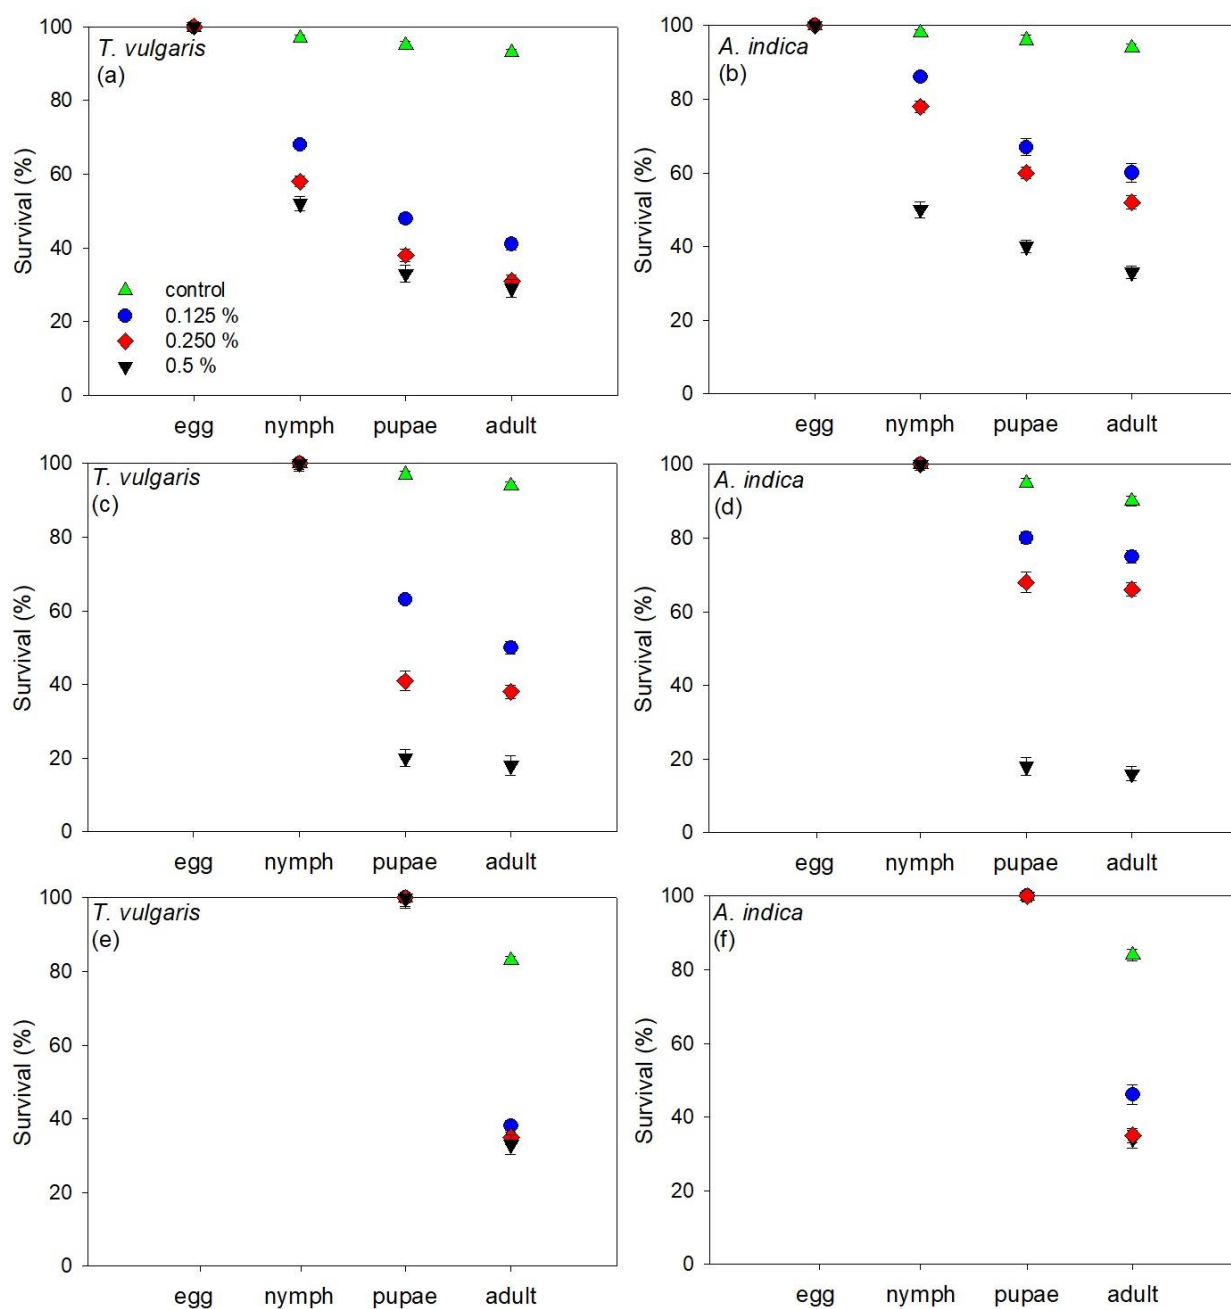 T. vulgaris
(a)
100
80
60
40
20
0
Survival (%)
control
0.125 %
0.250 %
0.5 %
egg nymph pupae adult
A. indica
(b)
100
80
60
40
20
0
Survival (%)
egg nymph pupae adult
T. vulgaris
(c)
100
80
60
40
20
0
Survival (%)
egg nymph pupae adult
A. indica
(d)
100
80
60
40
20
0
Survival (%)
egg nymph pupae adult
T. vulgaris
(e)
100
80
60
40
20
0
Survival (%)
egg nymph pupae adult
A. indica
(f)
100
80
60
40
20
0
Survival (%)
egg nymph pupae adult